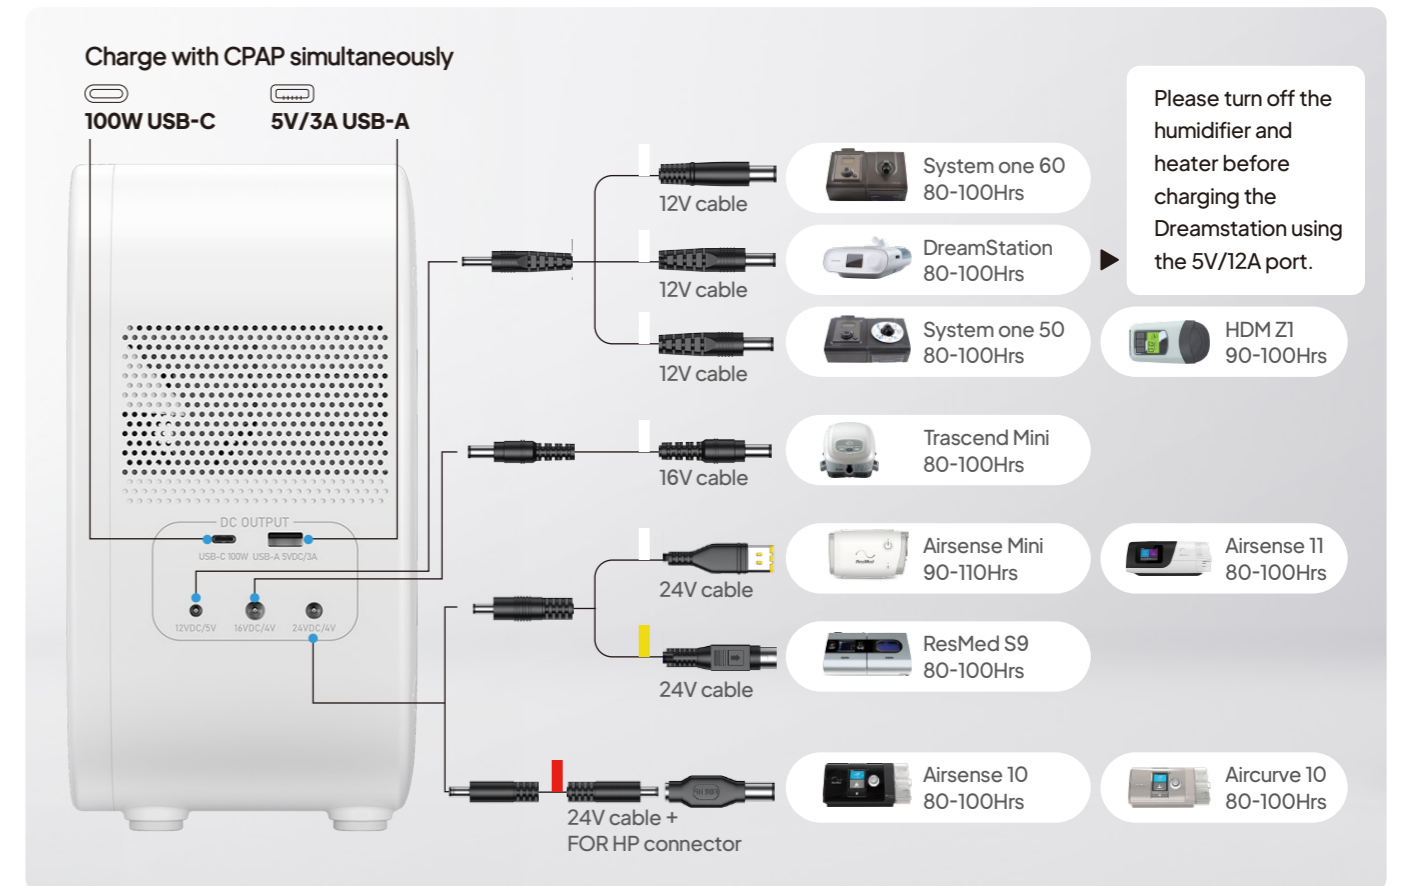 Charge with CPAP simultaneously
100W USB-C
5V/3A USB-A
Please turn off the
humidifier and
heater before
charging the
Dreamstation using
the 5V/12A port.
12V cable
System one 60
80-100Hrs
12V cable
DreamStation
80-100Hrs
12V cable
System one 50
80-100Hrs
HDM Z1
90-100Hrs
16V cable
Trascend Mini
80-100Hrs
DC OUTPUT
USB-C 100W
USB-A 5VDC/3A
12VDC/5V
16VDC/4V
24VDC/4V
24V cable
Airsense Mini
90-110Hrs
Airsense 11
80-100Hrs
24V cable
ResMed S9
80-100Hrs
24V cable +
FOR HP connector
Airsense 10
80-100Hrs
Aircurve 10
80-100Hrs